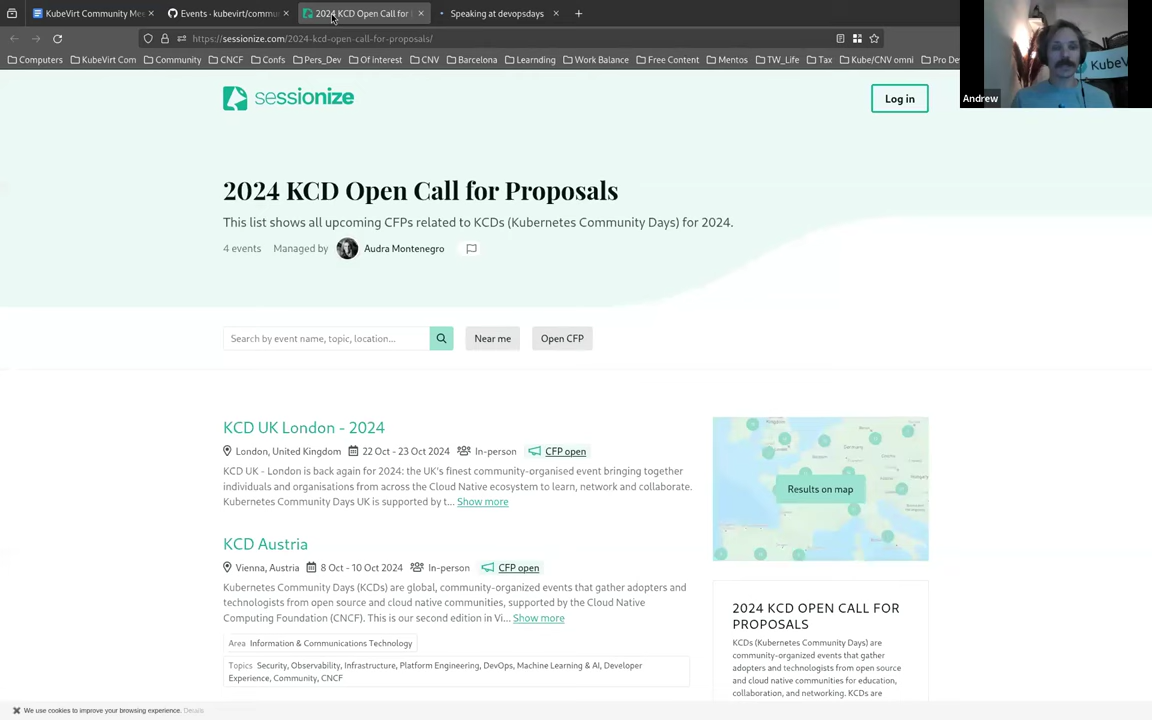 KubeVirt Community Me
Events · kubevirt/commu
2024 KCD Open Call for
Speaking at devopsdays
https://sessionize.com/2024-kcd-open-call-for-proposals/
Computers KubeVirt Com Community CNCF Confs Pers_Dev Of interest CNV Barcelona Learnding Work Balance Free Content Mentos TW_Life Tax Kube/CNV omni Pro De
KubeV
Andrew
sessionize
Log in
2024 KCD Open Call for Proposals
This list shows all upcoming CFPs related to KCDs (Kubernetes Community Days) for 2024.
4 events Managed by Audra Montenegro
Search by event name, topic, location...
Near me
Open CFP
KCD UK London - 2024
London, United Kingdom 22 Oct - 23 Oct 2024 In-person CFP open
KCD UK - London is back again for 2024: the UK's finest community-organised event bringing together
individuals and organisations from across the Cloud Native ecosystem to learn, network and collaborate.
Kubernetes Community Days UK is supported by t... Show more
Results on map
KCD Austria
Vienna, Austria 8 Oct - 10 Oct 2024 In-person CFP open
Kubernetes Community Days (KCDs) are global, community-organized events that gather adopters and
technologists from open source and cloud native communities, supported by the Cloud Native
Computing Foundation (CNCF). This is our second edition in Vi... Show more
Area Information & Communications Technology
Topics Security, Observability, Infrastructure, Platform Engineering, DevOps, Machine Learning & AI, Developer
Experience, Community, CNCF
2024 KCD OPEN CALL FOR
PROPOSALS
KCDs (Kubernetes Community Days) are
community-organized events that gather
adopters and technologists from open source
and cloud native communities for education,
collaboration, and networking. KCDs are
We use cookies to improve your browsing experience. Details